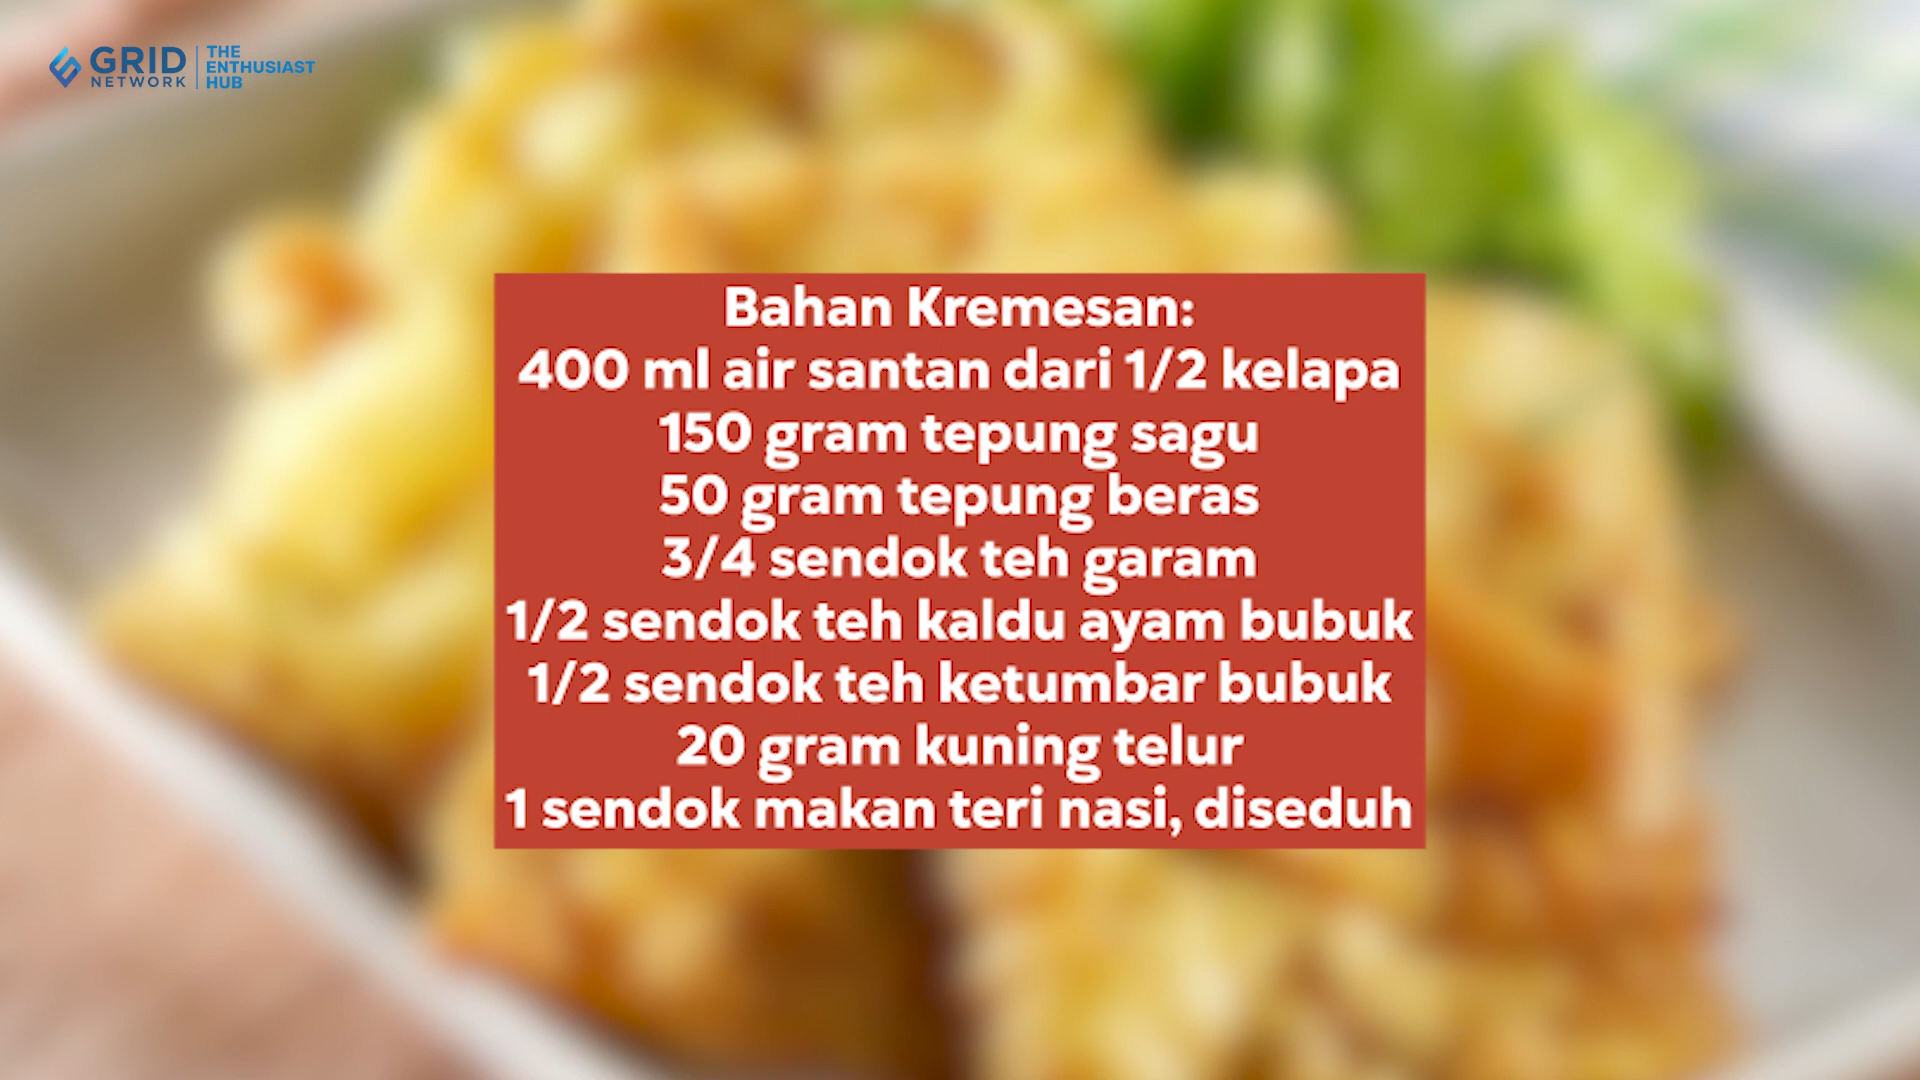 GRID
NETWORK
THE
ENTHUSIAST
HUB
Bahan Kremesan:
400 ml air santan dari 1/2 kelapa
150 gram tepung sagu
50 gram tepung beras
3/4 sendok teh garam
1/2 sendok teh kaldu ayam bubuk
1/2 sendok teh ketumbar bubuk
20 gram kuning telur
1 sendok makan teri nasi, diseduh